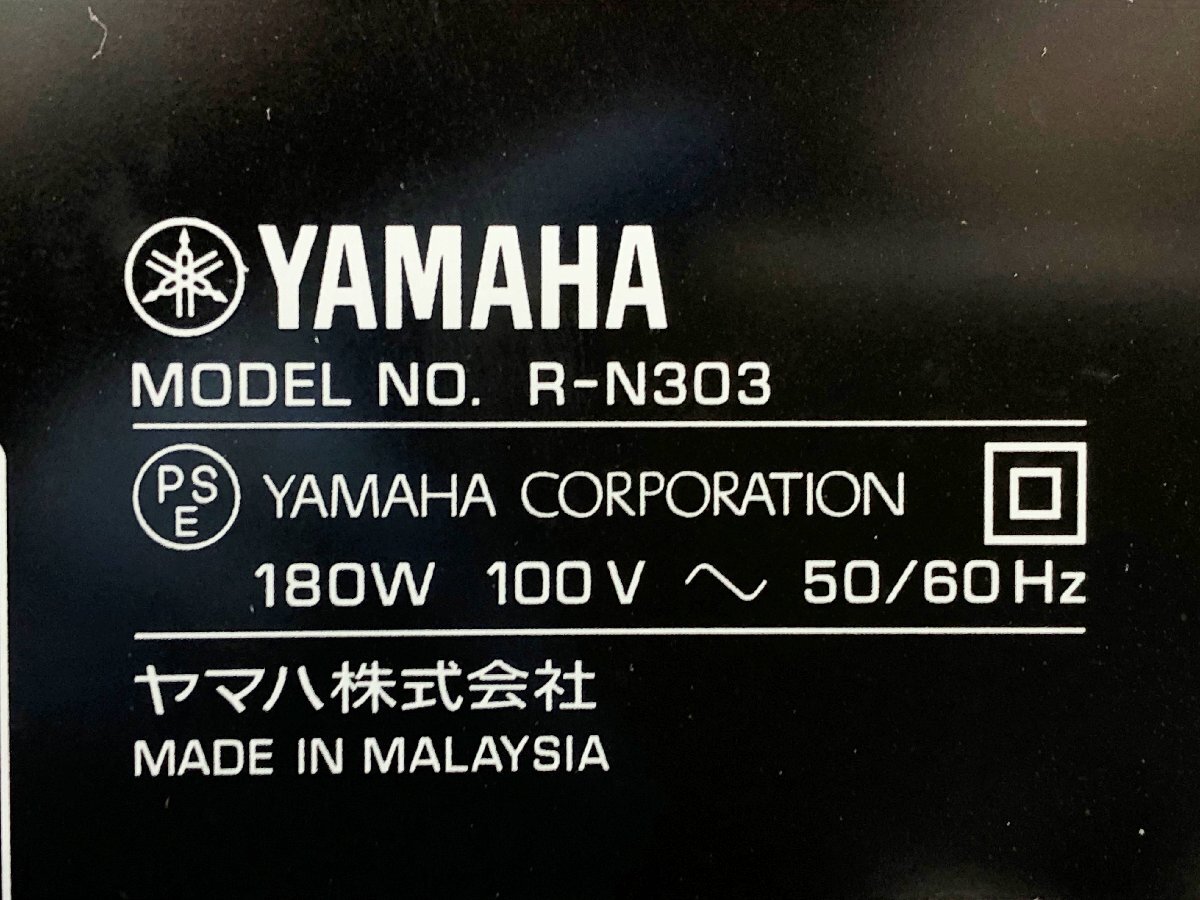 YAMAHA
MODEL NO. R-N303
PSE YAMAHA CORPORATION
180W 100V ~ 50/60Hz
ヤマハ株式会社
MADE IN MALAYSIA